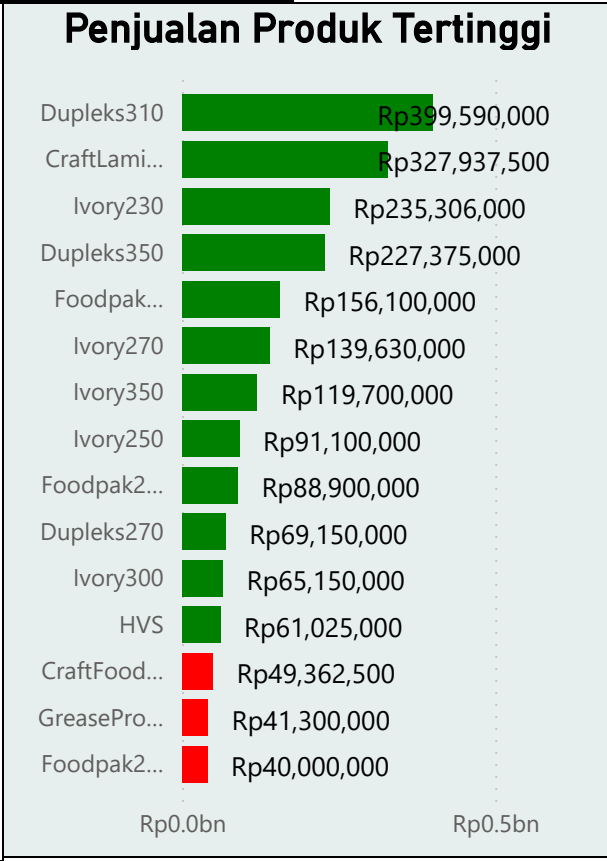 Penjualan Produk Tertinggi
Dupleks310 Rp399,590,000
CraftLami... Rp327,937,500
Ivory230 Rp235,306,000
Dupleks350 Rp227,375,000
Foodpak... Rp156,100,000
Ivory270 Rp139,630,000
Ivory350 Rp119,700,000
Ivory250 Rp91,100,000
Foodpak2... Rp88,900,000
Dupleks270 Rp69,150,000
Ivory300 Rp65,150,000
HVS Rp61,025,000
CraftFood... Rp49,362,500
GreasePro... Rp41,300,000
Foodpak2... Rp40,000,000
Rp0.0bn Rp0.5bn